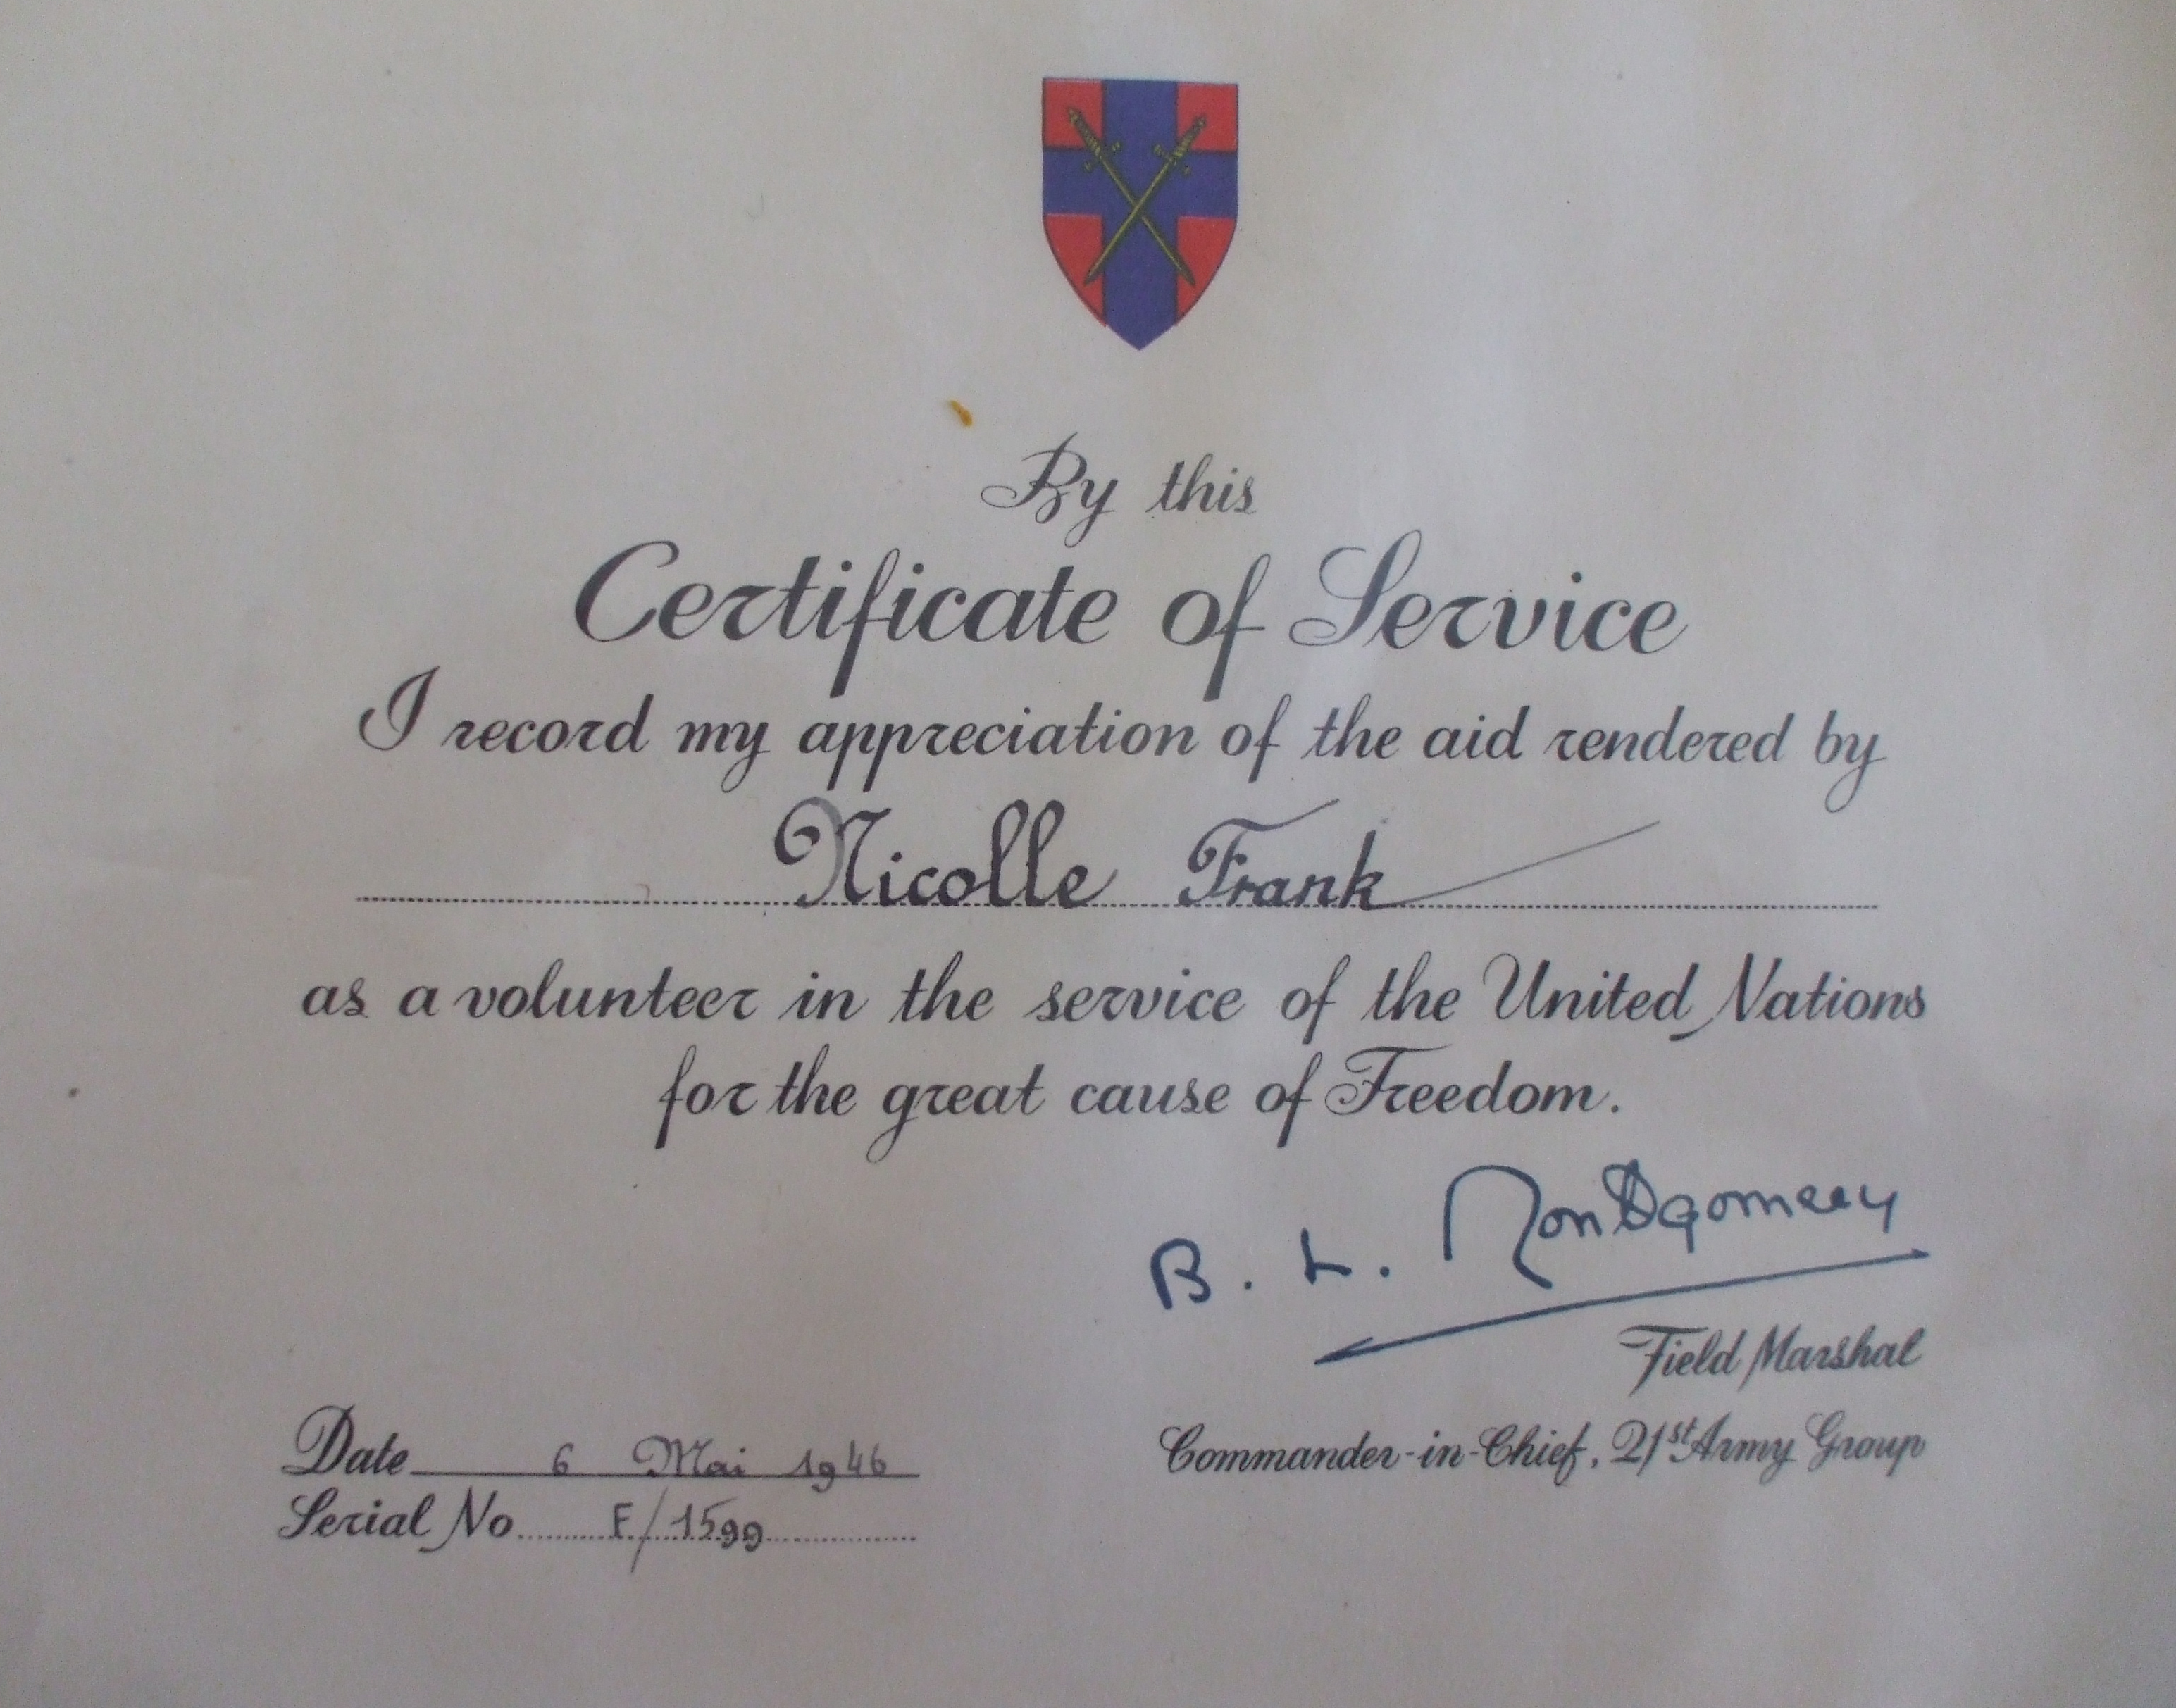 By this
Certificate of Service
I record my appreciation of the aid rendered by
Nicolle Frank
as a volunteer in the service of the United Nations
for the great cause of Freedom.
B. L. Montgomery
Field Marshal
Commander-in-Chief, 21st Army Group
Date 6 Mai 1946
Serial No F/1599